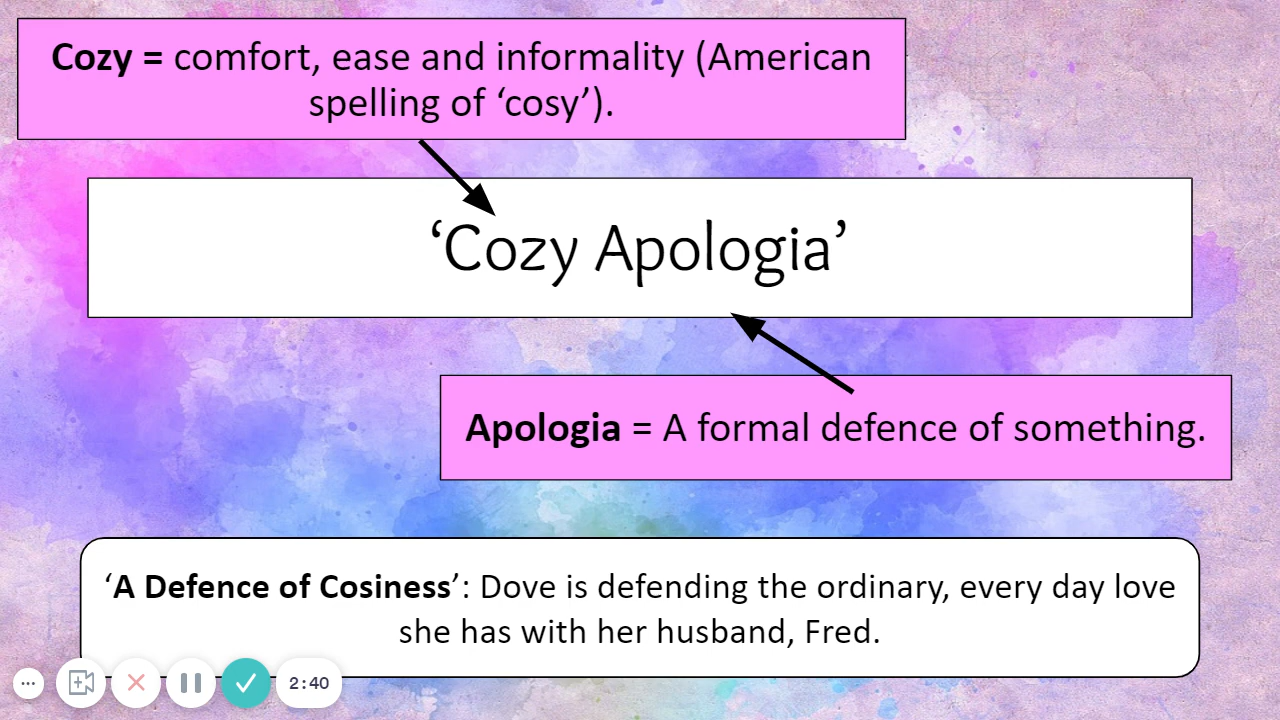 Cozy = comfort, ease and informality (American
spelling of ‘cosy’).
‘Cozy Apologia’
Apologia = A formal defence of something.
‘A Defence of Cosiness’: Dove is defending the ordinary, every day love
she has with her husband, Fred.
2:40